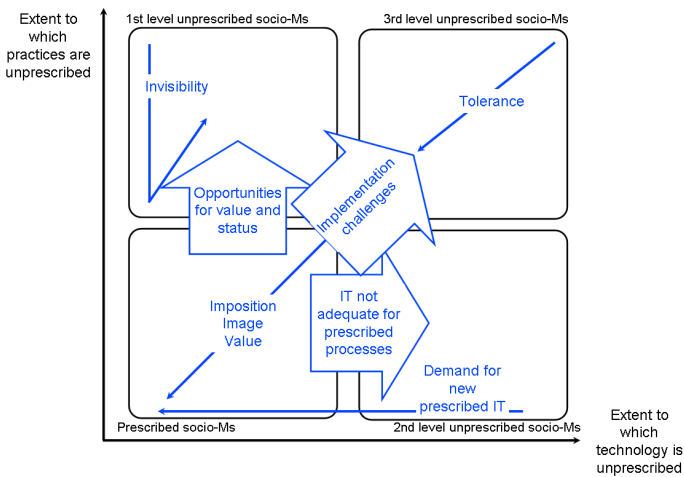 Extent to
which
practices are
unprescribed
1st level unprescribed socio-Ms
3rd level unprescribed socio-Ms
Invisibility
Tolerance
Opportunities
for value and
status
Implementation
challenges
Imposition
Image
Value
IT not
adequate for
prescribed
processes
Demand for
new
prescribed IT
Prescribed socio-Ms
2nd level unprescribed socio-Ms
Extent to
which
technology is
unprescribed